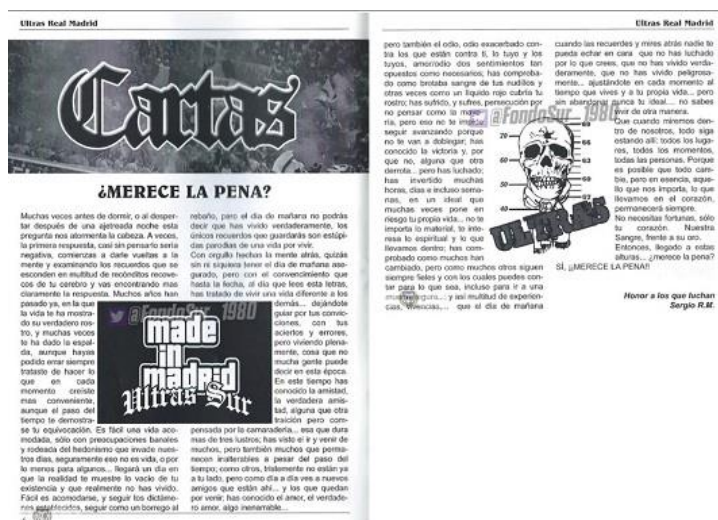 Ultras Real Madrid
Cartas
¿MERECE LA PENA?
Muchas veces antes de dormir, o al desper-
tar después de una ajetreada noche esta
pregunta nos atormenta la cabeza. A veces,
la primera respuesta, casi sin pensarlo sería
negativa, comienzas a darle vueltas a la
mente y examinando los recuerdos que se
esconden en multitud de recónditos recove-
cos de tu cerebro y vas encontrando mas
claramente la respuesta. Muchos años han
pasado ya, en la que
la vida te ha mostra-
do su verdadero ros-
tro, y muchas veces
te ha dado la espal-
da, aunque hayas
podido errar siempre
trataste de hacer lo
que en cada
momento creíste
mas conveniente,
aunque el paso del
tiempo te demostra-
se tu equivocación. Es fácil una vida aco-
modada, sólo con preocupaciones banales
y rodeada del hedonismo que invade nues-
tros días, seguramente eso no es vida, o por
lo menos para algunos... llegará un día en
que la realidad te muestre lo vacío de tu
existencia y que realmente no has vivido.
Fácil es acomodarse, y seguir los dictáme-
nes establecidos, seguir como un borrego al
rebaño, pero el día de mañana no podrás
decir que has vivido verdaderamente, los
únicos recuerdos que guardarás son estúpi-
das parodias de una vida por vivir.
Con orgullo hechas la mente atrás, quizás
sin ni siquiera tener el día de mañana ase-
gurado, pero con el convencimiento que
hasta la fecha, al día que lees esta letras,
has tratado de vivir una vida diferente a los
demás... dejándote
guiar por tus convic-
ciones, con tus
aciertos y errores,
pero viviendo plena-
mente, cosa que no
mucha gente puede
decir en esta época.
En este tiempo has
conocido la amistad,
la verdadera amis-
tad, alguna que otra
traición pero com-
pensada por la camaradería... esa que dura
mas de tres lustros; has visto el ir y venir de
muchos, pero también muchos que perma-
necen inalterables a pesar del paso del
tiempo; como otros, tristemente no están ya
a tu lado, pero como día a día ves a nuevos
amigos que están ahí... y los que quedan
por venir; has conocido el amor, el verdade-
ro amor, algo inenarrable...
@FondoSur_1980
made
in
madrid
Ultras-Sur
Ultras Real Madrid
pero también el odio, odio exacerbado con-
tra los que están contra ti, lo tuyo y los
tuyos, amor/odio dos sentimientos tan
opuestos como necesarios; has comproba-
do como brotaba sangre de tus nudillos y
otras veces como un líquido rojo cubría tu
rostro; has sufrido, y sufres, persecución por
no pensar como la mayo-
ría, pero eso no te impide
seguir avanzando porque
no te van a doblegar; has
conocido la victoria y, por
que no, alguna que otra
derrota... pero has luchado;
has invertido muchas
horas, días e incluso sema-
nas, en un ideal que
muchas veces pone en
riesgo tu propia vida... no te
importa lo material, te inte-
resa lo espiritual y lo que
llevamos dentro; has com-
probado como muchos han
cambiado, pero como muchos otros siguen
siempre fieles y con los cuales puedes con-
tar para lo que sea, incluso para ir a una
muerte segura... y así multitud de experien-
cias, vivencias,... que el día de mañana
cuando las recuerdes y mires atrás nadie te
pueda echar en cara que no has luchado
por lo que crees, que no has vivido verda-
deramente, que no has vivido peligrosa-
mente... ajustándote en cada momento al
tiempo que vives y a tu propia vida... pero
sin abandonar nunca tu ideal.... no sabes
vivir de otra manera.
Que cuando miremos den-
tro de nosotros, todo siga
estando allí; todos los luga-
res, todos los momentos,
todas las personas. Porque
es posible que todo cam-
bie, pero en esencia, aque-
llo que nos importa, lo que
llevamos en el corazón,
permanecerá siempre.
No necesitas fortunas, sólo
tu corazón. Nuestra
Sangre, frente a su oro.
Entonces, llegado a estas
alturas... ¿merece la pena?
SÍ, ¡¡MERECE LA PENA!!
@FondoSur_1980
ULTRAS
Honor a los que luchan
Sergio R.M.